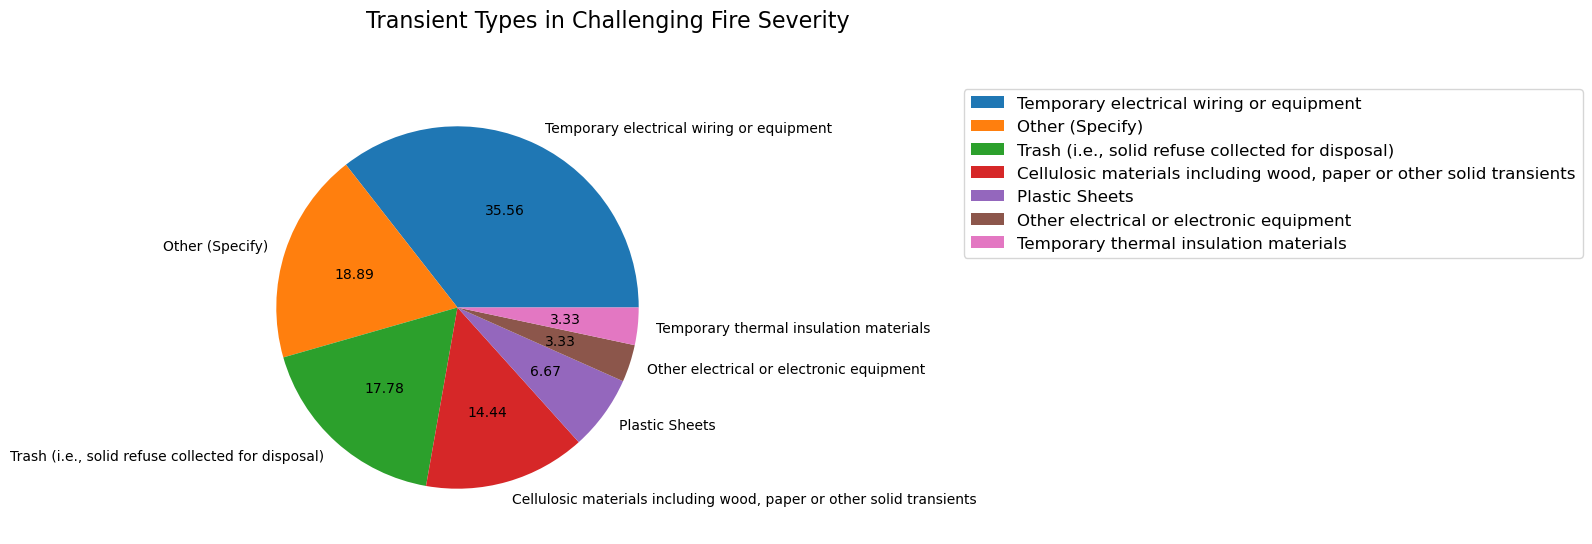 Transient Types in Challenging Fire Severity
Temporary electrical wiring or equipment
35.56
Other (Specify)
18.89
Trash (i.e., solid refuse collected for disposal)
17.78
Cellulosic materials including wood, paper or other solid transients
14.44
Plastic Sheets
6.67
Other electrical or electronic equipment
3.33
Temporary thermal insulation materials
3.33
Temporary electrical wiring or equipment
Other (Specify)
Trash (i.e., solid refuse collected for disposal)
Cellulosic materials including wood, paper or other solid transients
Plastic Sheets
Other electrical or electronic equipment
Temporary thermal insulation materials